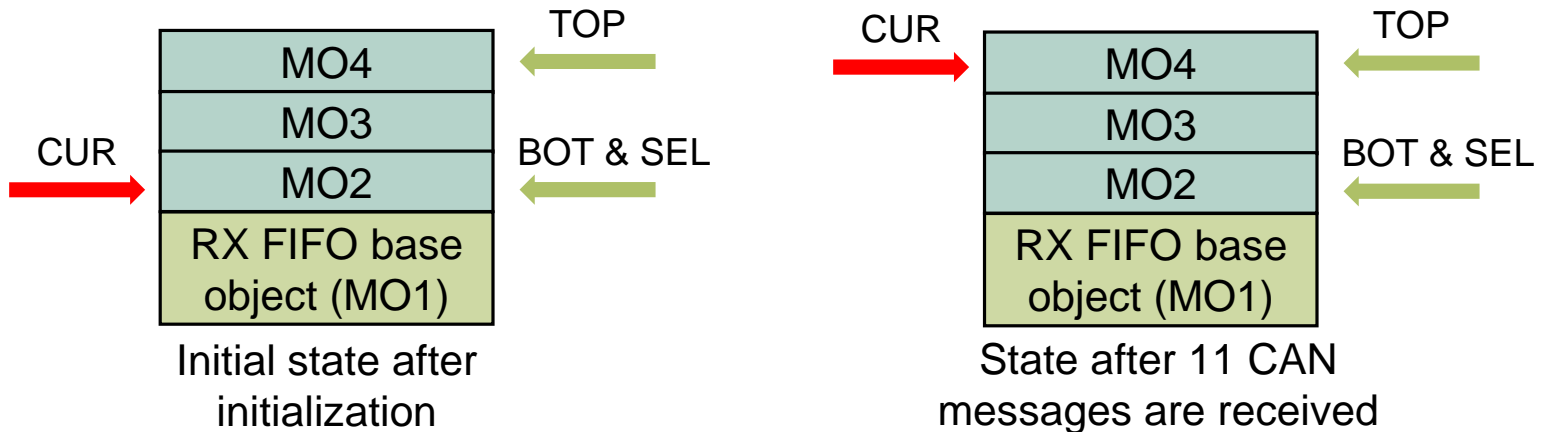 TOP
MO4
MO3
CUR
BOT & SEL
MO2
RX FIFO base
object (MO1)
Initial state after
initialization
CUR
TOP
MO4
MO3
BOT & SEL
MO2
RX FIFO base
object (MO1)
State after 11 CAN
messages are received